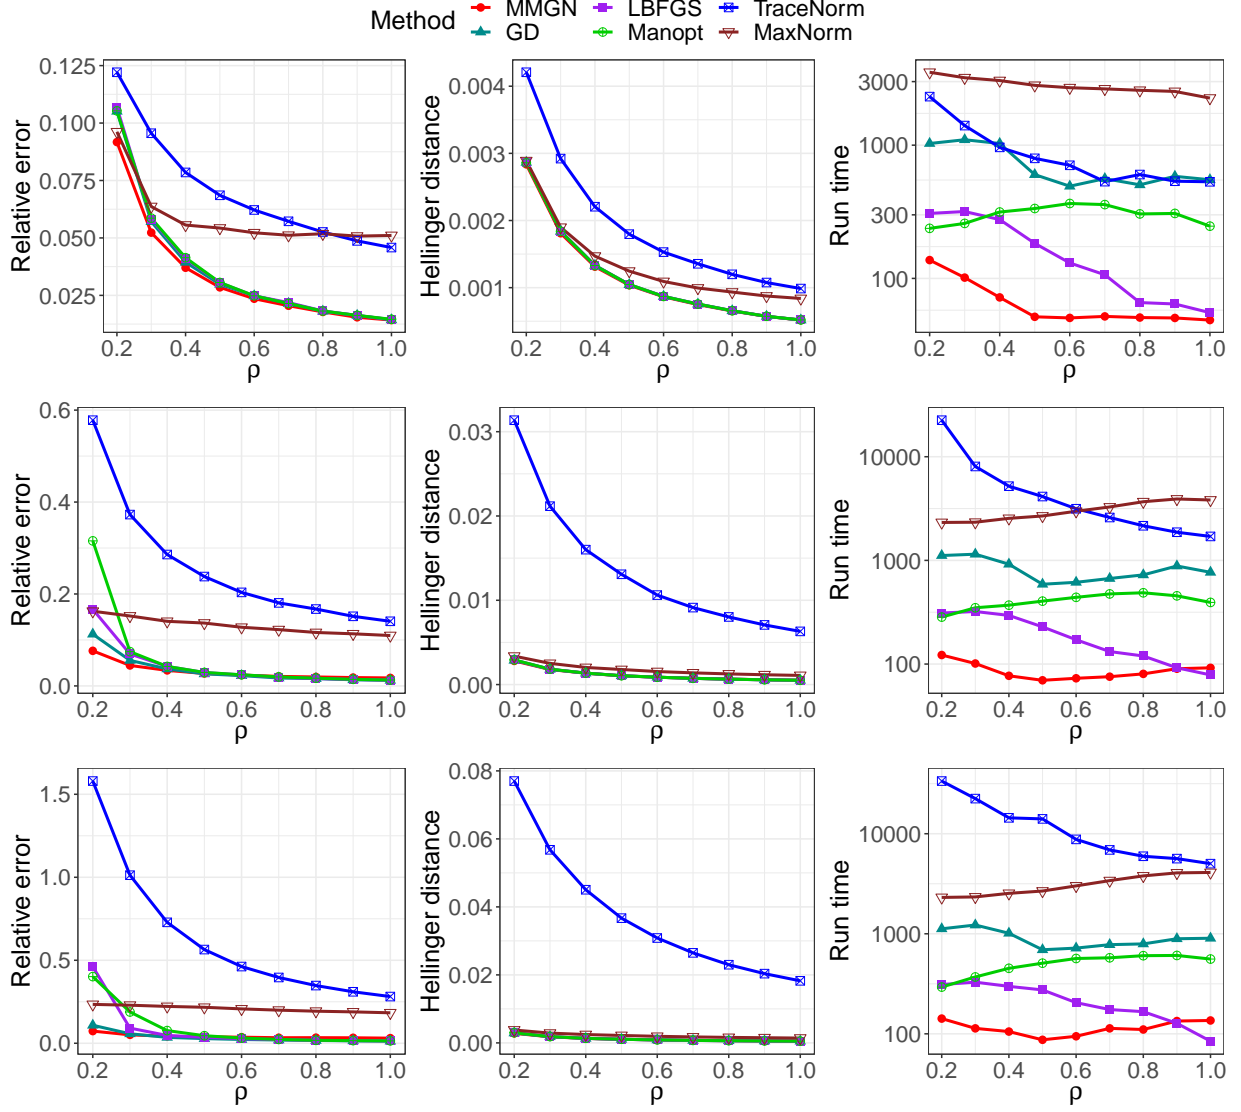 Method MMGN LBFGS TraceNorm
GD Manopt MaxNorm
Relative error
0.125
0.100
0.075
0.050
0.025
0.2 0.4 0.6 0.8 1.0
ρ
Hellinger distance
0.004
0.003
0.002
0.001
0.2 0.4 0.6 0.8 1.0
ρ
Run time
3000
1000
300
100
0.2 0.4 0.6 0.8 1.0
ρ
Relative error
0.6
0.4
0.2
0.0
0.2 0.4 0.6 0.8 1.0
ρ
Hellinger distance
0.03
0.02
0.01
0.00
0.2 0.4 0.6 0.8 1.0
ρ
Run time
10000
1000
100
0.2 0.4 0.6 0.8 1.0
ρ
Relative error
1.5
1.0
0.5
0.0
0.2 0.4 0.6 0.8 1.0
ρ
Hellinger distance
0.08
0.06
0.04
0.02
0.00
0.2 0.4 0.6 0.8 1.0
ρ
Run time
10000
1000
100
0.2 0.4 0.6 0.8 1.0
ρ